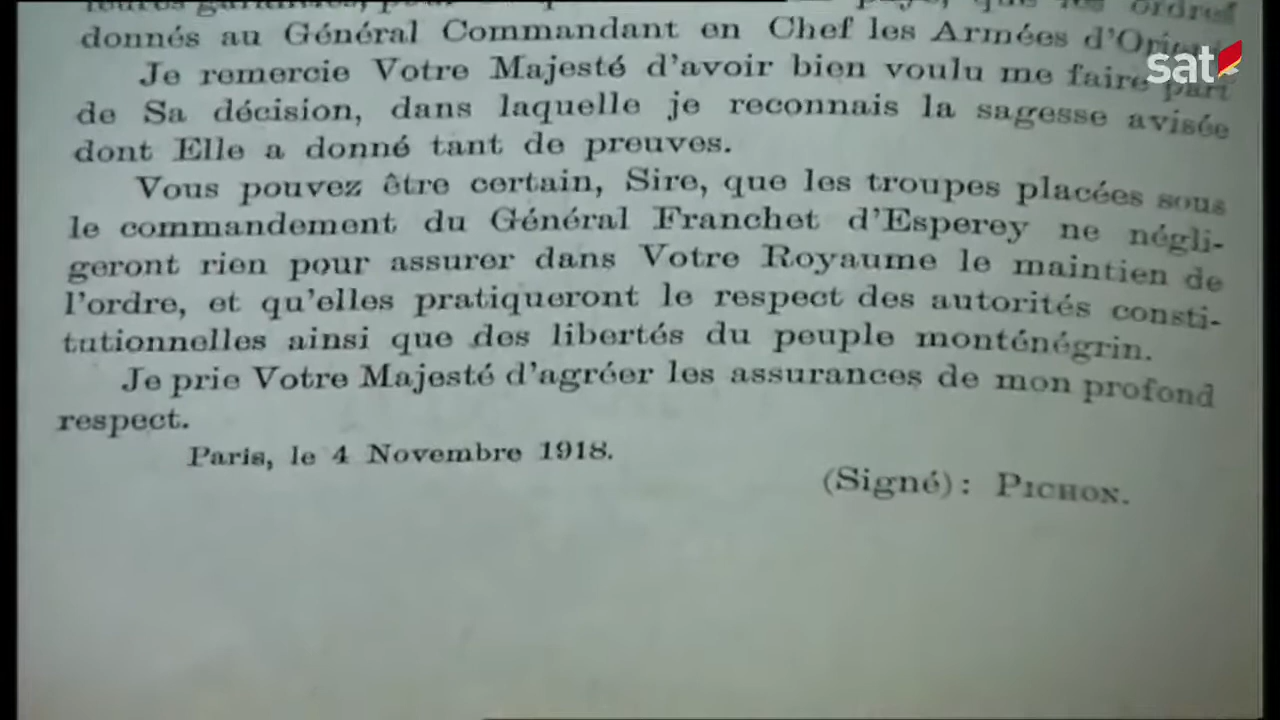 donnés au Général Commandant en Chef les Armées d'Orient
Je remercie Votre Majesté d'avoir bien voulu me faire part
de Sa décision, dans laquelle je reconnais la sagesse avisée
dont Elle a donné tant de preuves.
Vous pouvez être certain, Sire, que les troupes placées sous
le commandement du Général Franchet d'Esperey ne négli-
geront rien pour assurer dans Votre Royaume le maintien de
l'ordre, et qu'elles pratiqueront le respect des autorités consti-
tutionnelles ainsi que des libertés du peuple monténégrin.
Je prie Votre Majesté d'agréer les assurances de mon profond
respect.
Paris, le 4 Novembre 1918.
(Signé): PICHON.
sat